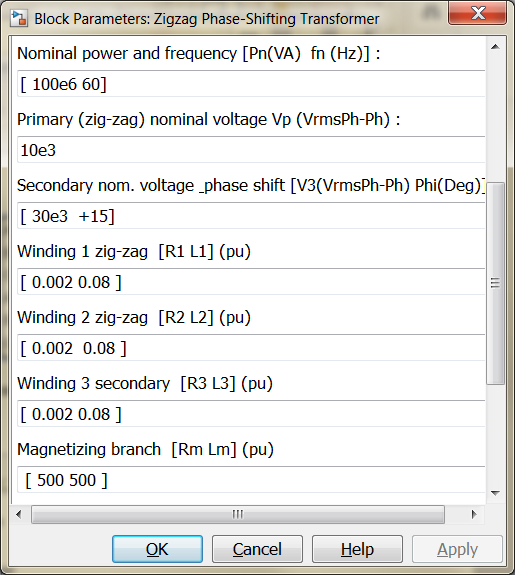 Block Parameters: Zigzag Phase-Shifting Transformer
Nominal power and frequency [Pn(VA)  fn (Hz)] :
[ 100e6 60]
Primary (zig-zag) nominal voltage Vp (VrmsPh-Ph) :
10e3
Secondary nom. voltage _phase shift [V3(VrmsPh-Ph) Phi(Deg)]
[ 30e3  +15]
Winding 1 zig-zag  [R1 L1] (pu)
[ 0.002 0.08 ]
Winding 2 zig-zag  [R2 L2] (pu)
[ 0.002  0.08 ]
Winding 3 secondary  [R3 L3] (pu)
[ 0.002 0.08 ]
Magnetizing branch  [Rm Lm] (pu)
[ 500 500 ]
OK Cancel Help Apply